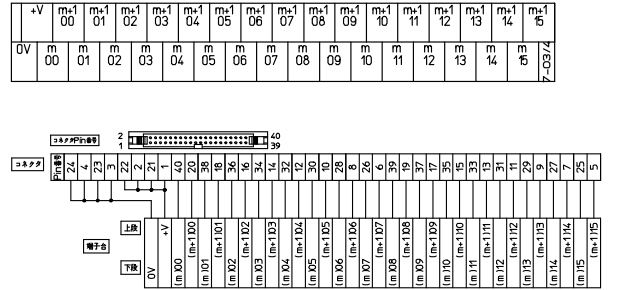 +V m+1 00 m+1 01 m+1 02 m+1 03 m+1 04 m+1 05 m+1 06 m+1 07 m+1 08 m+1 09 m+1 10 m+1 11 m+1 12 m+1 13 m+1 14 m+1 15
0V m 00 m 01 m 02 m 03 m 04 m 05 m 06 m 07 m 08 m 09 m 10 m 11 m 12 m 13 m 14 m 15
コネクタPin番号 2 40
1 39
コネクタ Pin番号 24 4 23 3 22 2 21 1 40 20 38 18 36 16 34 14 32 12 30 10 28 8 26 6 39 19 37 17 35 15 33 13 31 11 29 9 27 7 25 5
上段 +V (m+1)00 (m+1)01 (m+1)02 (m+1)03 (m+1)04 (m+1)05 (m+1)06 (m+1)07 (m+1)08 (m+1)09 (m+1)10 (m+1)11 (m+1)12 (m+1)13 (m+1)14 (m+1)15
端子台
下段 0V (m)00 (m)01 (m)02 (m)03 (m)04 (m)05 (m)06 (m)07 (m)08 (m)09 (m)10 (m)11 (m)12 (m)13 (m)14 (m)15